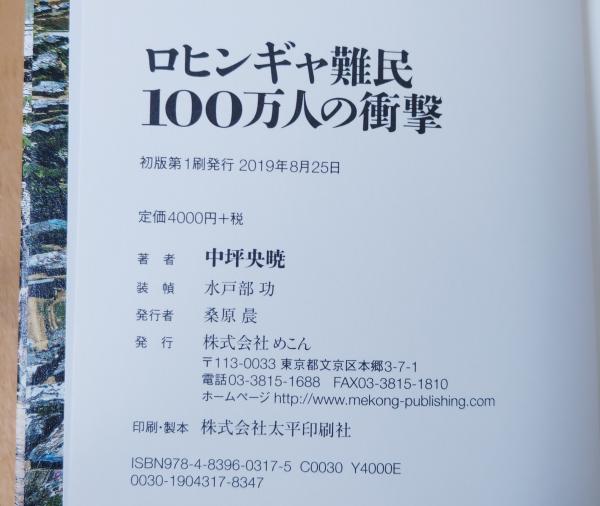 ロヒンギャ難民
100万人の衝撃
初版第1刷発行 2019年8月25日
定価4000円+税
著 者 中坪央暁
装 幀 水戸部 功
発行者 桑原 晨
発 行 株式会社 めこん
〒113-0033 東京都文京区本郷3-7-1
電話03-3815-1688 FAX03-3815-1810
ホームページ http://www.mekong-publishing.com
印刷・製本 株式会社太平印刷社
ISBN978-4-8396-0317-5 C0030 Y4000E
0030-1904317-8347